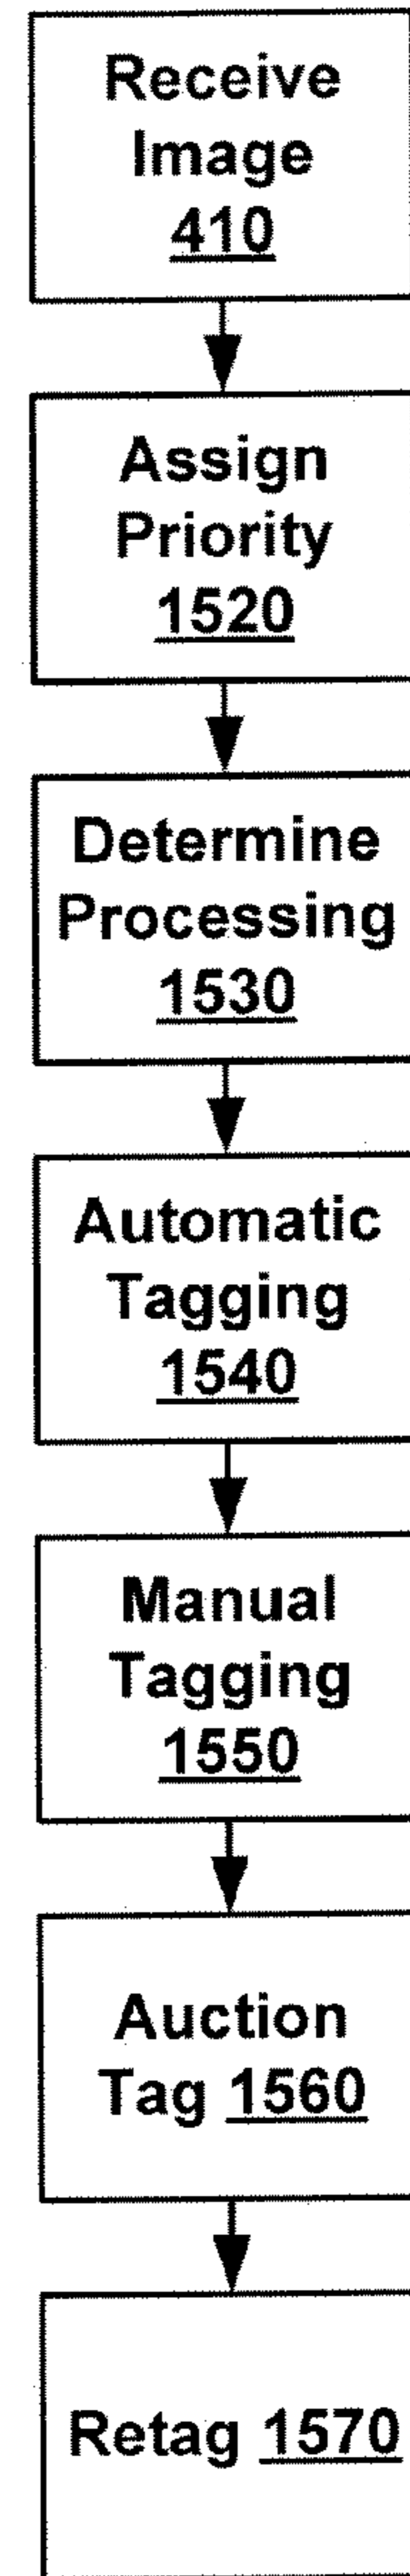 Receive
Image
410
Assign
Priority
1520
Determine
Processing
1530
Automatic
Tagging
1540
Manual
Tagging
1550
Auction
Tag 1560
Retag 1570